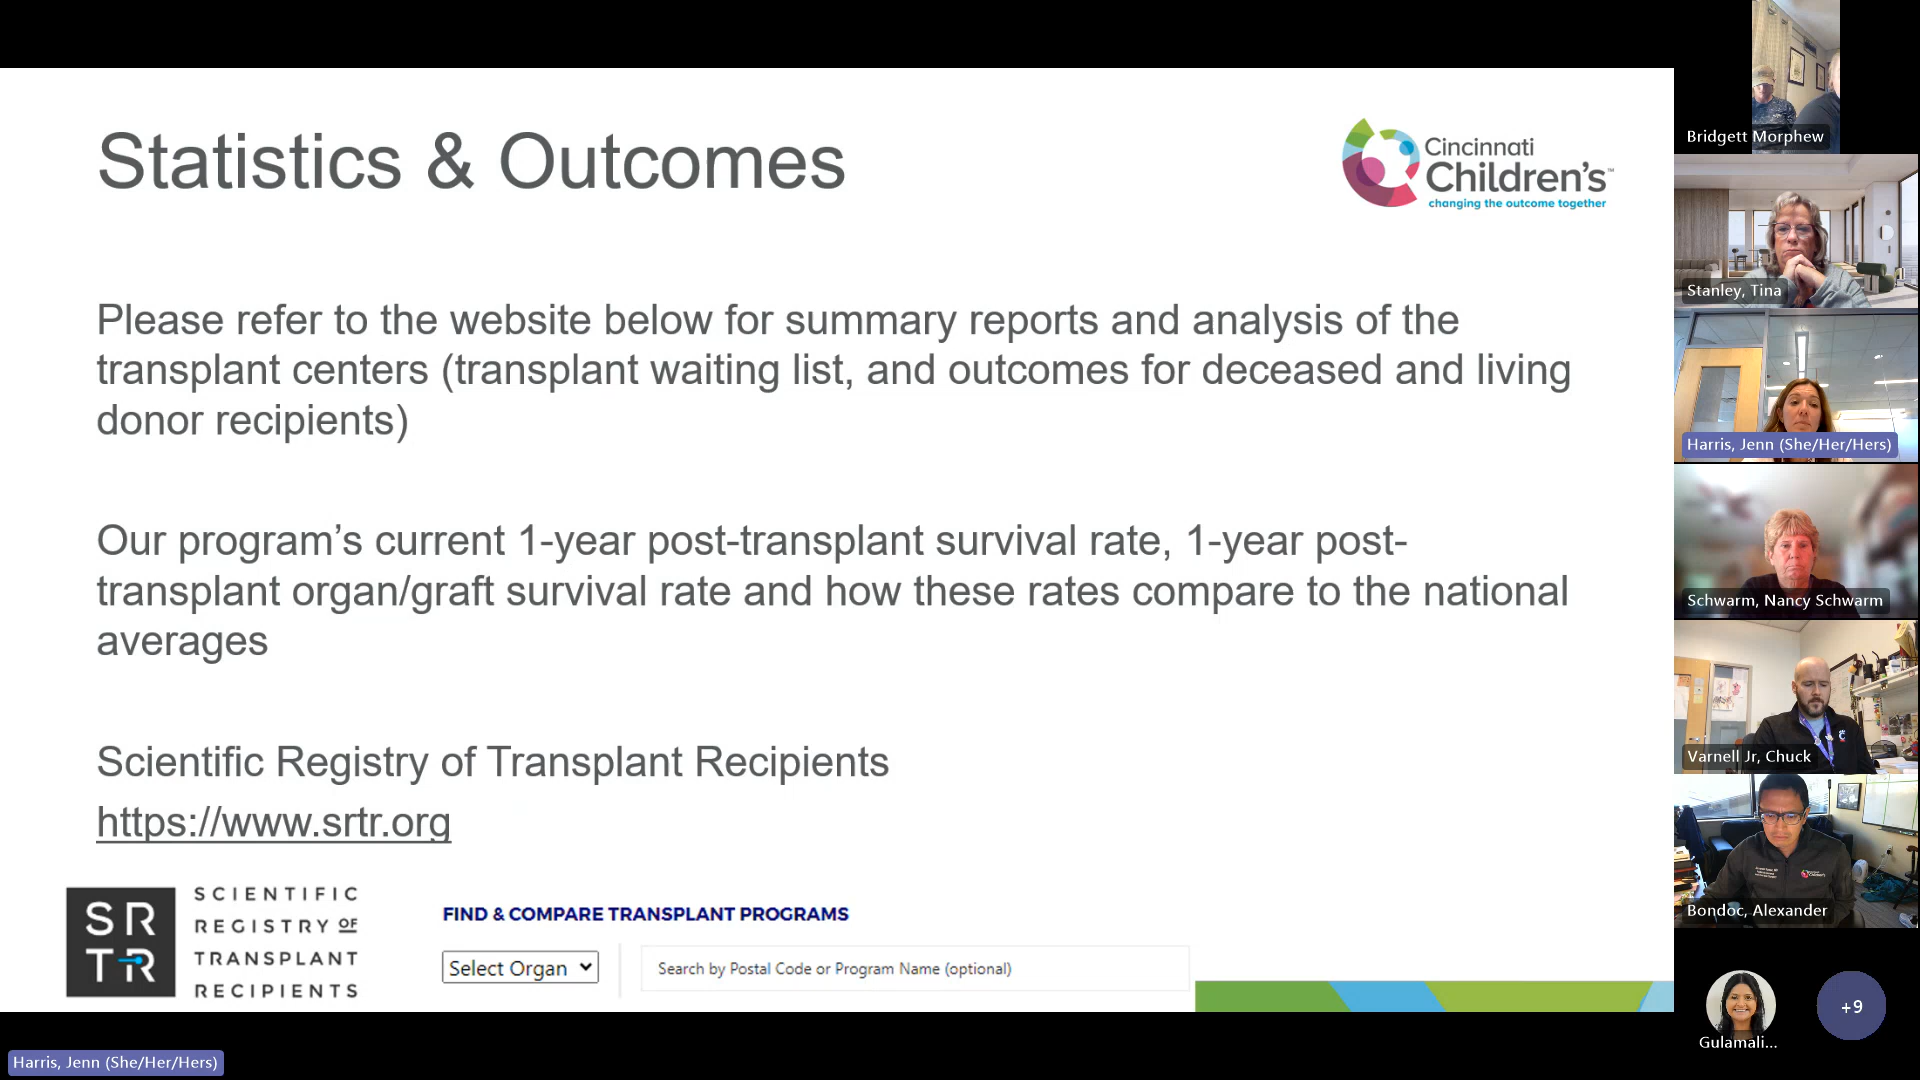 Statistics & Outcomes
Cincinnati
Children's™
changing the outcome together
Please refer to the website below for summary reports and analysis of the
transplant centers (transplant waiting list, and outcomes for deceased and living
donor recipients)
Our program’s current 1-year post-transplant survival rate, 1-year post-
transplant organ/graft survival rate and how these rates compare to the national
averages
Scientific Registry of Transplant Recipients
https://www.srtr.org
SR
TR
SCIENTIFIC
REGISTRY OF
TRANSPLANT
RECIPIENTS
FIND & COMPARE TRANSPLANT PROGRAMS
Select Organ
Search by Postal Code or Program Name (optional)
Harris, Jenn (She/Her/Hers)
Bridgett Morphew
Stanley, Tina
Harris, Jenn (She/Her/Hers)
Schwarm, Nancy Schwarm
Varnell Jr, Chuck
Bondoc, Alexander
Gulamali...
+9